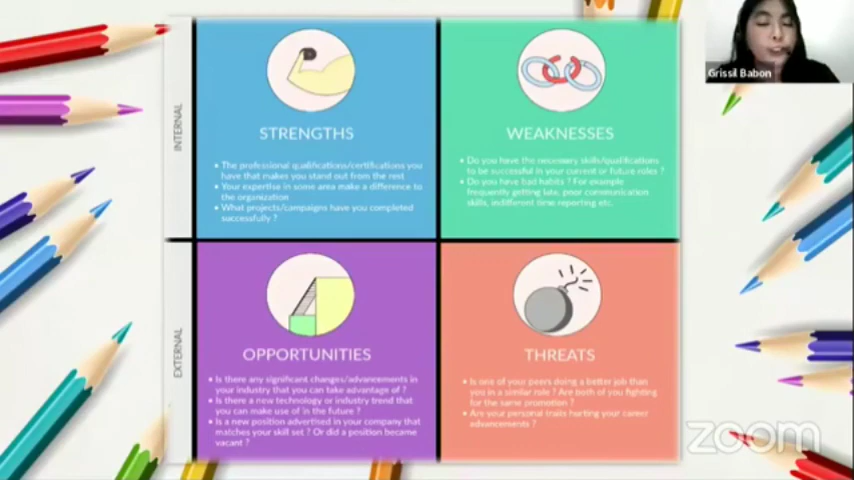 Grissil Babon
INTERNAL
STRENGTHS
• The professional qualifications/certifications you
have that makes you stand out from the rest
• Your expertise in some area make a difference to
the organization
• What projects/campaigns have you completed
successfully ?
WEAKNESSES
• Do you have the necessary skills/qualifications
to be successful in your current or future roles ?
• Do you have bad habits ? For example
frequently getting late, poor communication
skills, indifferent time reporting etc.
EXTERNAL
OPPORTUNITIES
• Is there any significant changes/advancements in
your industry that you can take advantage of ?
• Is there a new technology or industry trend that
you can make use of in the future ?
• Is a new position advertised in your company that
matches your skill set ? Or did a position became
vacant ?
THREATS
• Is one of your peers doing a better job than
you in a similar role ? Are both of you fighting
for the same promotion ?
• Are your personal traits hurting your career
advancements ?
zoom